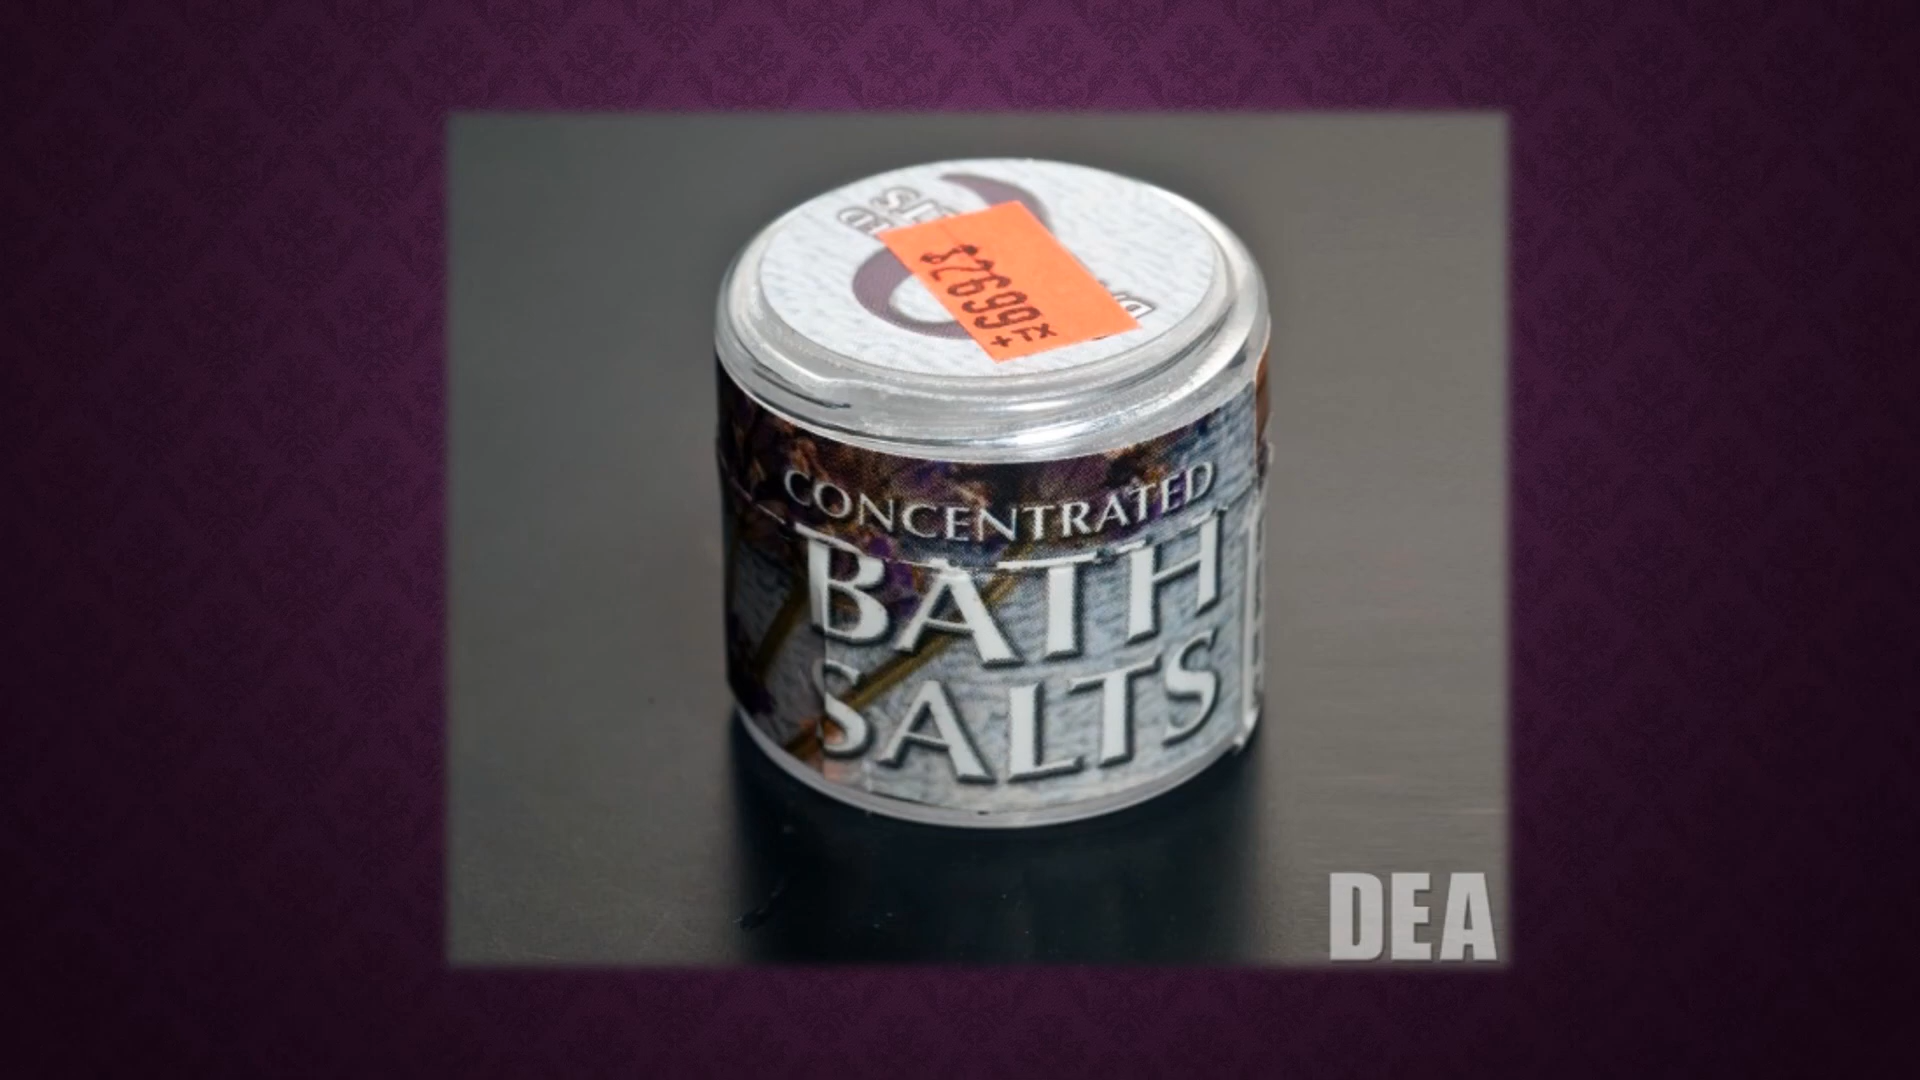 $2699+TX
CONCENTRATED
BATH
SALTS
DEA